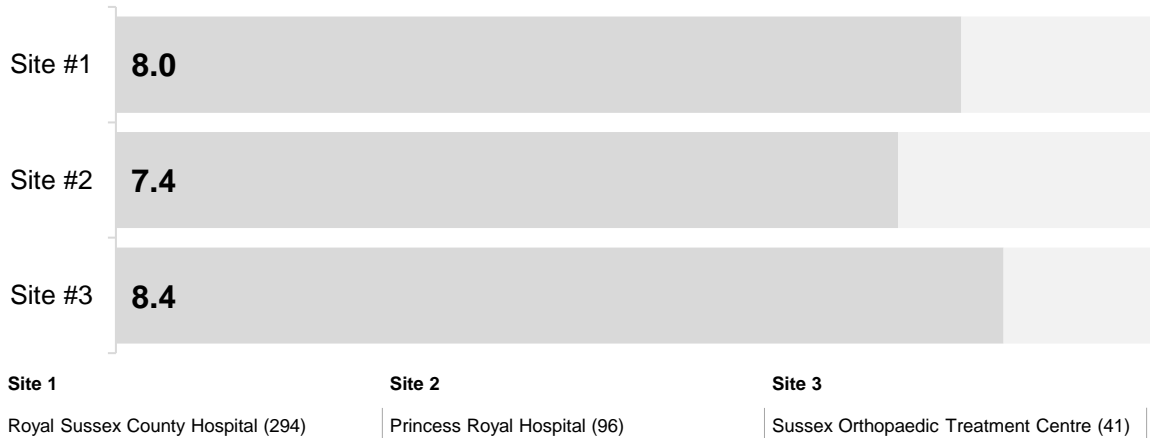 Site #1 8.0
Site #2 7.4
Site #3 8.4
Site 1 Site 2 Site 3
Royal Sussex County Hospital (294) Princess Royal Hospital (96) Sussex Orthopaedic Treatment Centre (41)